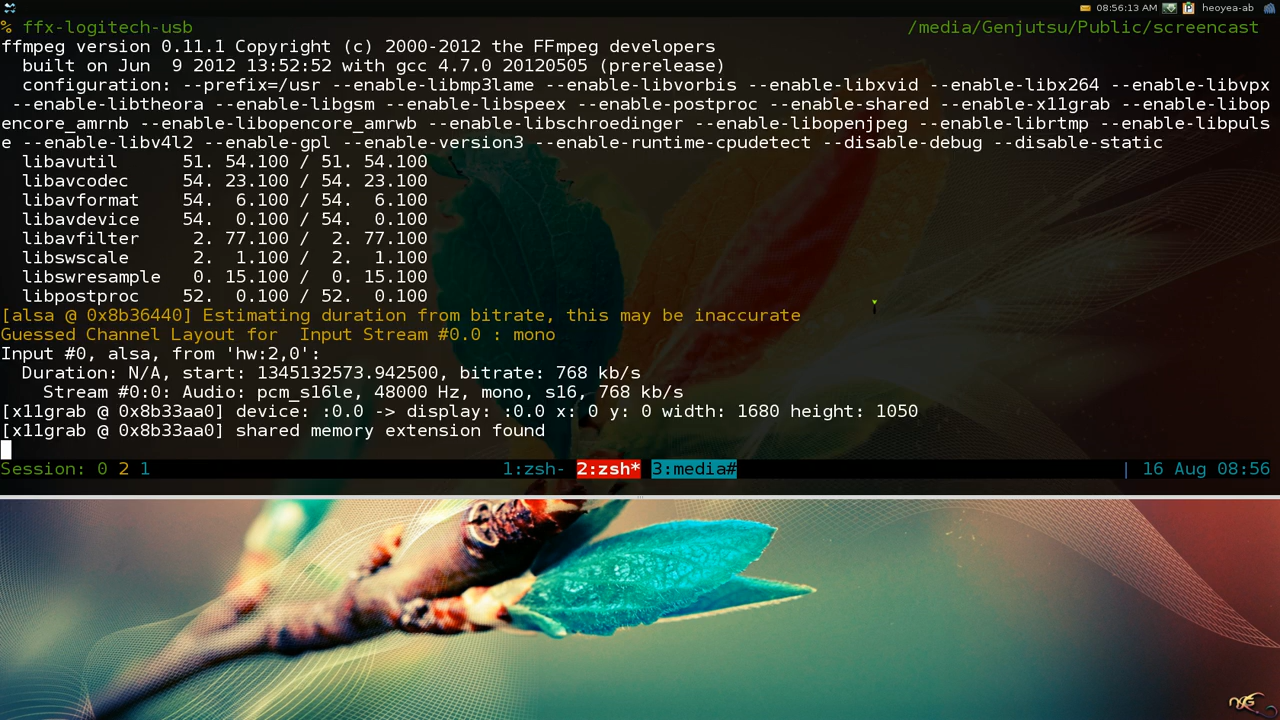 08:56:13 AM heoyea-ab
% ffx-logitech-usb /media/Genjutsu/Public/screencast
ffmpeg version 0.11.1 Copyright (c) 2000-2012 the FFmpeg developers
  built on Jun  9 2012 13:52:52 with gcc 4.7.0 20120505 (prerelease)
  configuration: --prefix=/usr --enable-libmp3lame --enable-libvorbis --enable-libxvid --enable-libx264 --enable-libvpx
 --enable-libtheora --enable-libgsm --enable-libspeex --enable-postproc --enable-shared --enable-x11grab --enable-libop
encore_amrnb --enable-libopencore_amrwb --enable-libschroedinger --enable-libopenjpeg --enable-librtmp --enable-libpuls
e --enable-libv4l2 --enable-gpl --enable-version3 --enable-runtime-cpudetect --disable-debug --disable-static
  libavutil      51. 54.100 / 51. 54.100
  libavcodec     54. 23.100 / 54. 23.100
  libavformat    54.  6.100 / 54.  6.100
  libavdevice    54.  0.100 / 54.  0.100
  libavfilter     2. 77.100 /  2. 77.100
  libswscale      2.  1.100 /  2.  1.100
  libswresample   0. 15.100 /  0. 15.100
  libpostproc    52.  0.100 / 52.  0.100
[alsa @ 0x8b36440] Estimating duration from bitrate, this may be inaccurate
Guessed Channel Layout for  Input Stream #0.0 : mono
Input #0, alsa, from 'hw:2,0':
  Duration: N/A, start: 1345132573.942500, bitrate: 768 kb/s
    Stream #0:0: Audio: pcm_s16le, 48000 Hz, mono, s16, 768 kb/s
[x11grab @ 0x8b33aa0] device: :0.0 -> display: :0.0 x: 0 y: 0 width: 1680 height: 1050
[x11grab @ 0x8b33aa0] shared memory extension found
Session: 0 2 1 1:zsh- 2:zsh* 3:media# | 16 Aug 08:56